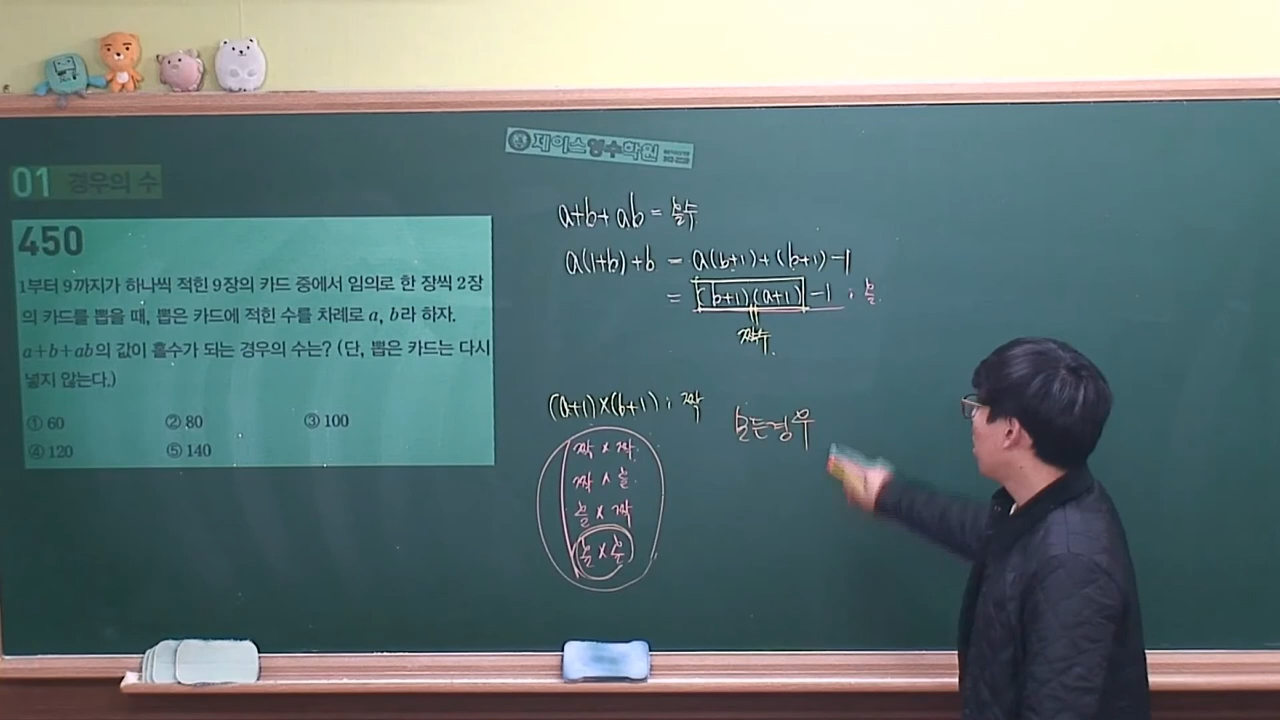 제이스영수학원
01 경우의 수
450
1부터 9까지가 하나씩 적힌 9장의 카드 중에서 임의로 한 장씩 2장
의 카드를 뽑을 때, 뽑은 카드에 적힌 수를 차례로 a, b라 하자.
a+b+ab의 값이 홀수가 되는 경우의 수는? (단, 뽑은 카드는 다시
넣지 않는다.)
① 60 ② 80 ③ 100
④ 120 ⑤ 140
a+b+ab = 홀수
a(1+b)+b = a(b+1)+(b+1)-1
= (b+1)(a+1)-1 ; 홀.
짝수.
(a+1)×(b+1) ; 짝
짝 × 짝
짝 × 홀
홀 × 짝
홀 × 홀
모든경우